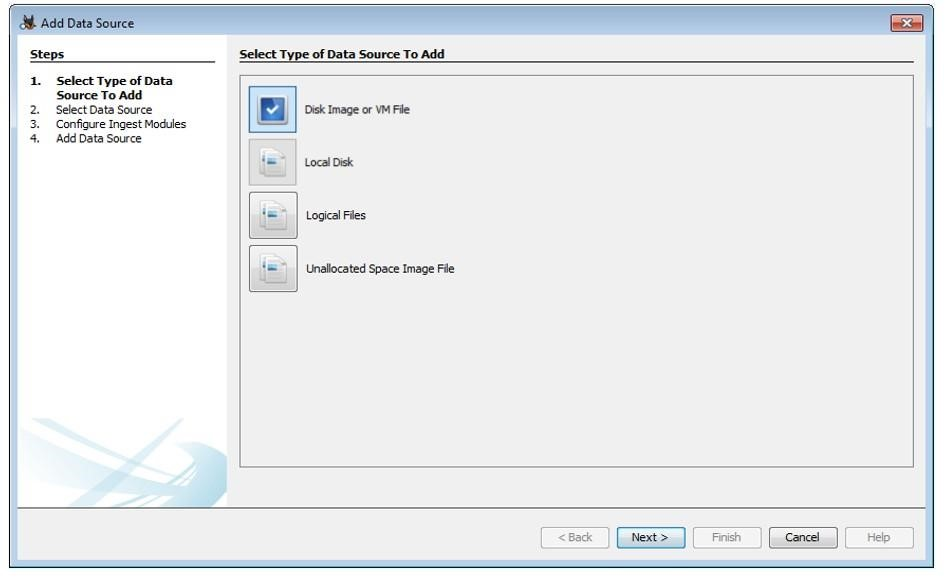 Add Data Source
Steps
1. Select Type of Data
Source To Add
2. Select Data Source
3. Configure Ingest Modules
4. Add Data Source
Select Type of Data Source To Add
Disk Image or VM File
Local Disk
Logical Files
Unallocated Space Image File
< Back
Next >
Finish
Cancel
Help